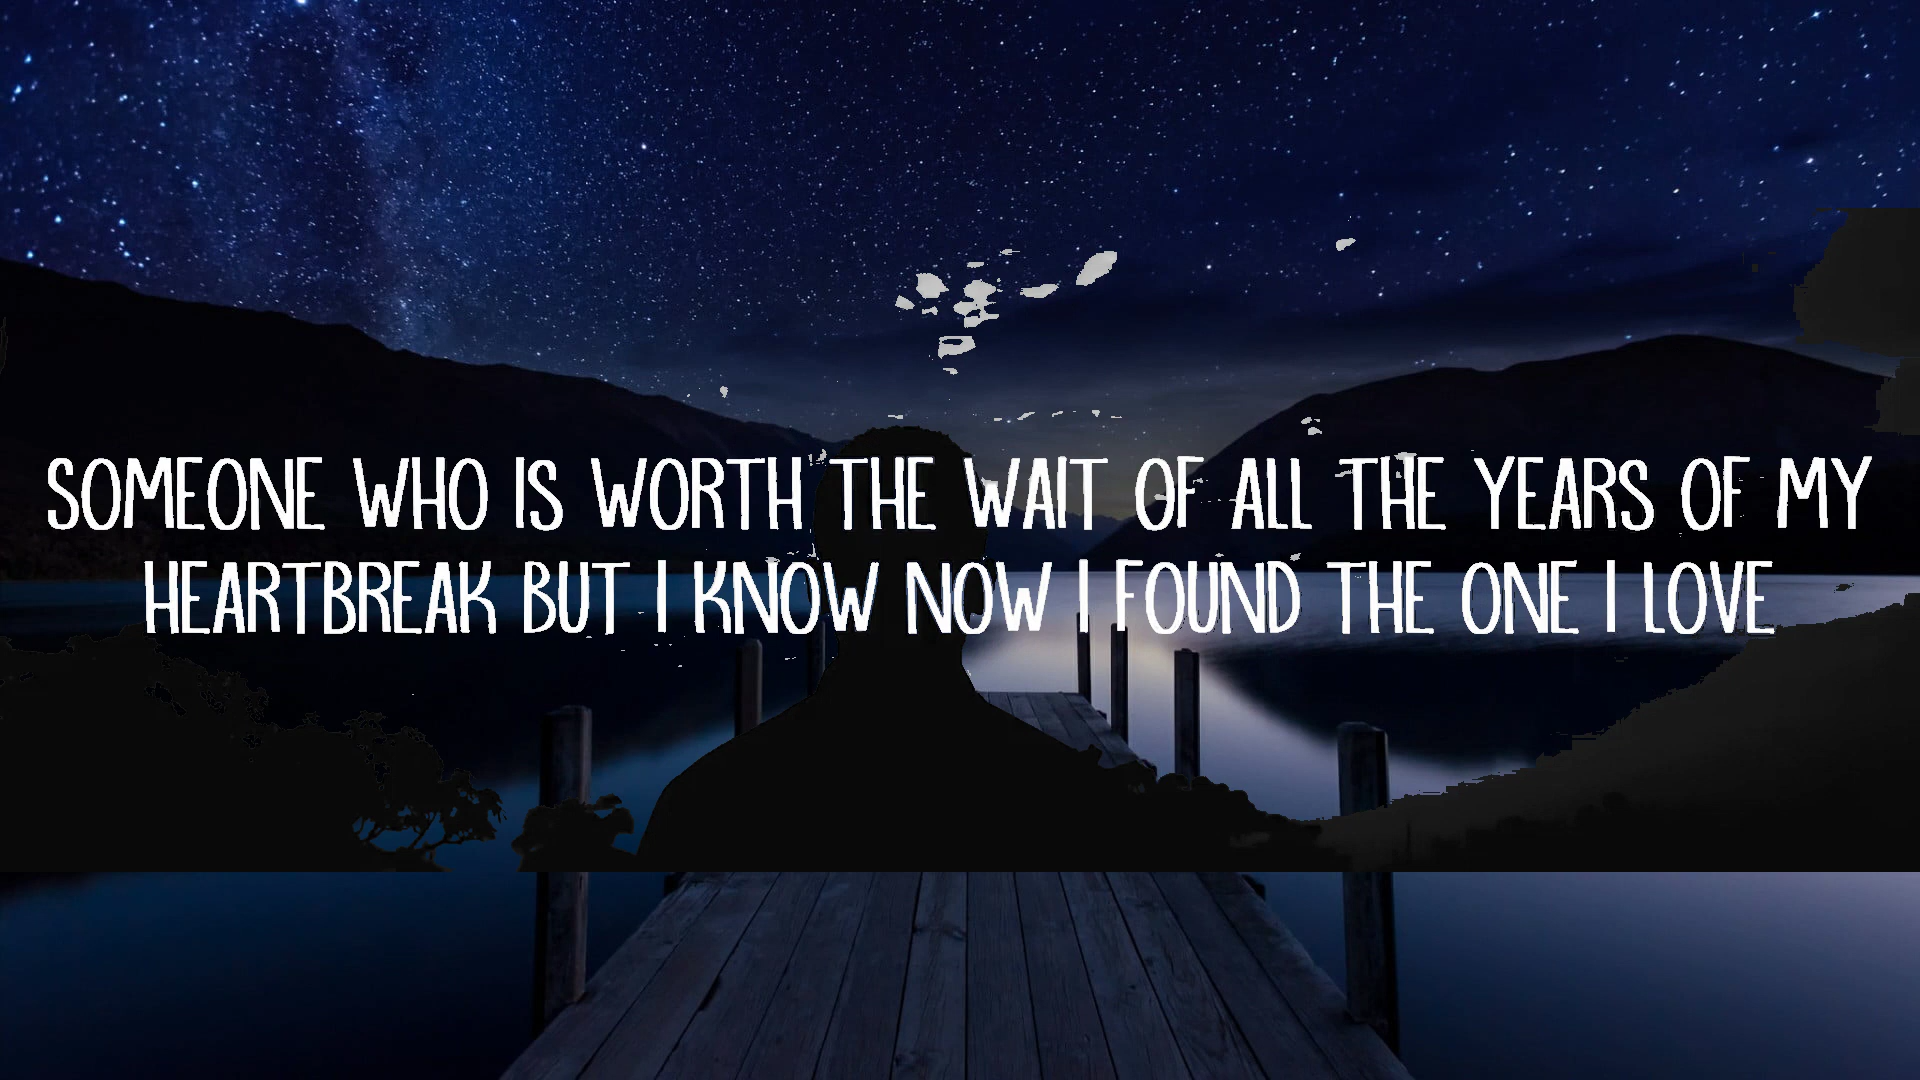 SOMEONE WHO IS WORTH THE WAIT OF ALL THE YEARS OF MY
HEARTBREAK BUT I KNOW NOW I FOUND THE ONE I LOVE